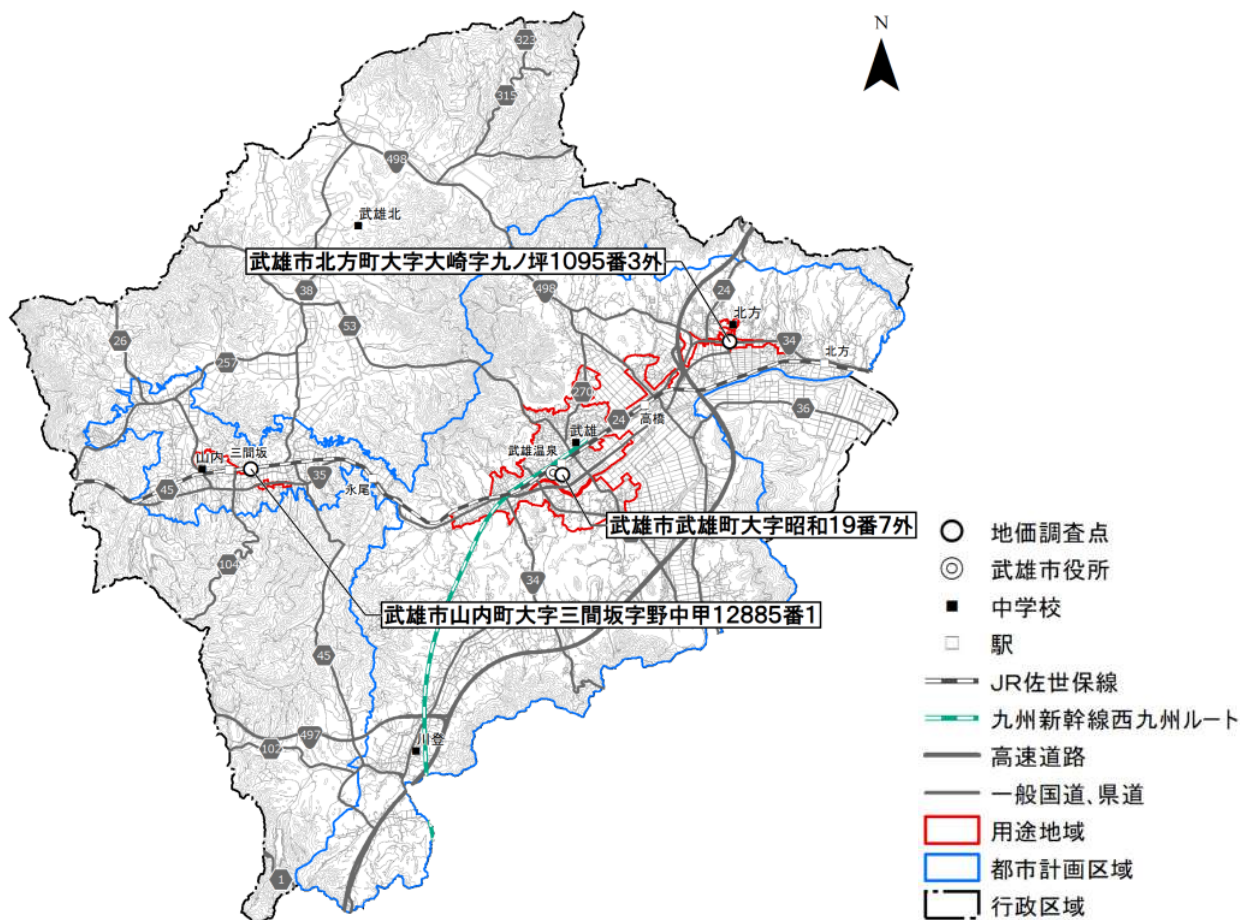 N
323
315
498
武雄北
武雄市北方町大字大崎字九ノ坪1095番3外
498
24
38
北方
53
26
34
北方
257
270
36
24
高橋
武雄
武雄温泉
三間坂
山内
35
45
永尾
武雄市武雄町大字昭和19番7外
104
34
武雄市山内町大字三間坂字野中甲12885番1
45
497
102
川登
1
地価調査点
武雄市役所
中学校
駅
JR佐世保線
九州新幹線西九州ルート
高速道路
一般国道、県道
用途地域
都市計画区域
行政区域